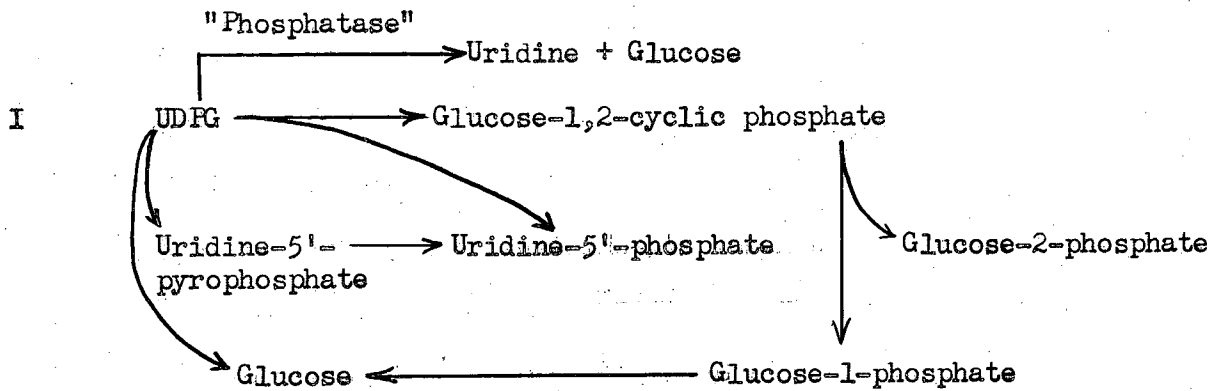 "Phosphatase"
Uridine + Glucose
I UDPG Glucose-1,2-cyclic phosphate
Uridine-5'- Uridine-5'-phosphate Glucose-2-phosphate
pyrophosphate
Glucose Glucose-1-phosphate